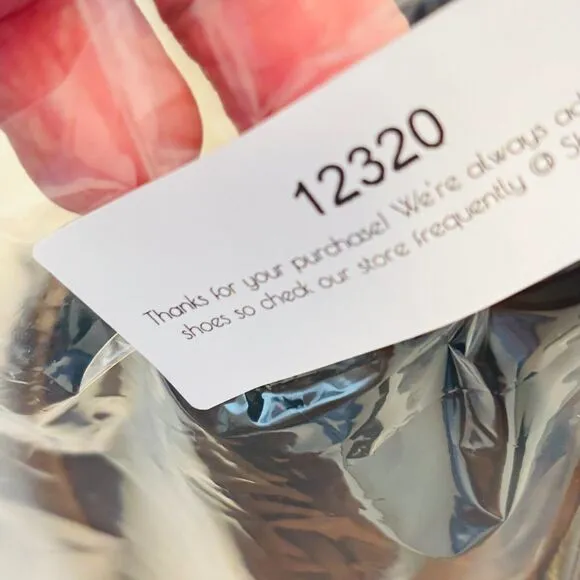 12320
Thanks for your purchase! We're always
shoes so check our store frequently @